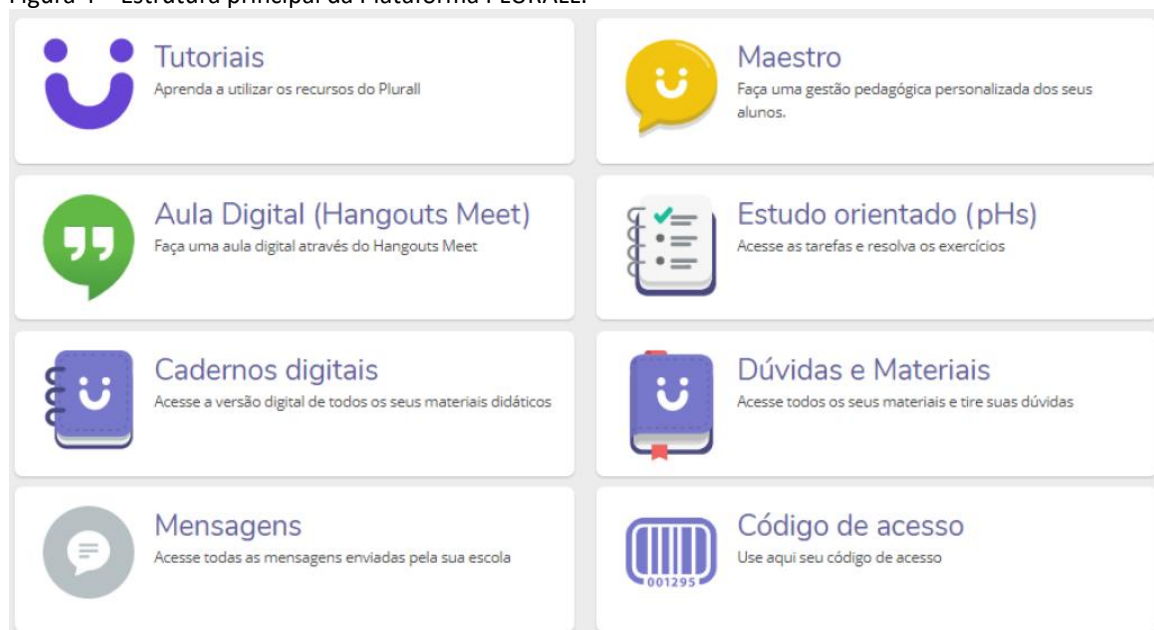 Tutoriais
Aprenda a utilizar os recursos do Plurall
Maestro
Faça uma gestão pedagógica personalizada dos seus
alunos.
Aula Digital (Hangouts Meet)
Faça uma aula digital através do Hangouts Meet
Estudo orientado (pHs)
Acesse as tarefas e resolva os exercícios
Cadernos digitais
Acesse a versão digital de todos os seus materiais didáticos
Dúvidas e Materiais
Acesse todos os seus materiais e tire suas dúvidas
Mensagens
Acesse todas as mensagens enviadas pela sua escola
Código de acesso
Use aqui seu código de acesso
001295